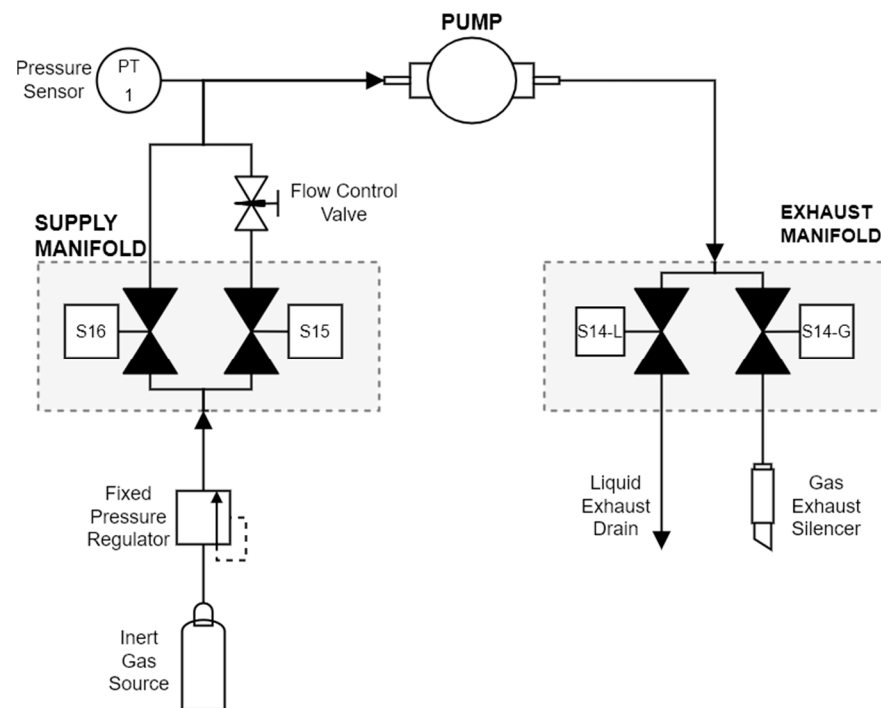 PUMP
Pressure
Sensor
PT
1
Flow Control
Valve
SUPPLY
MANIFOLD
EXHAUST
MANIFOLD
S16
S15
S14-L
S14-G
Fixed
Pressure
Regulator
Liquid
Exhaust
Drain
Gas
Exhaust
Silencer
Inert
Gas
Source